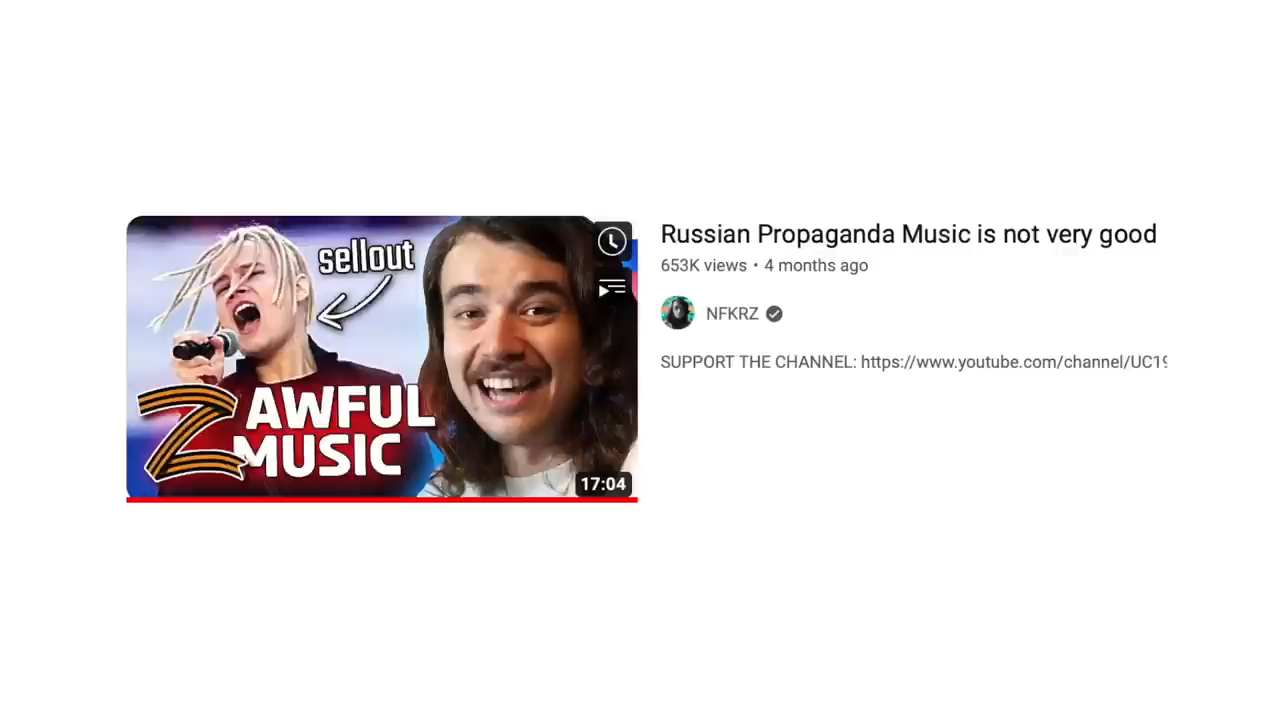 sellout
Z AWFUL
MUSIC
17:04
Russian Propaganda Music is not very good
653K views • 4 months ago
NFKRZ
SUPPORT THE CHANNEL: https://www.youtube.com/channel/UC19